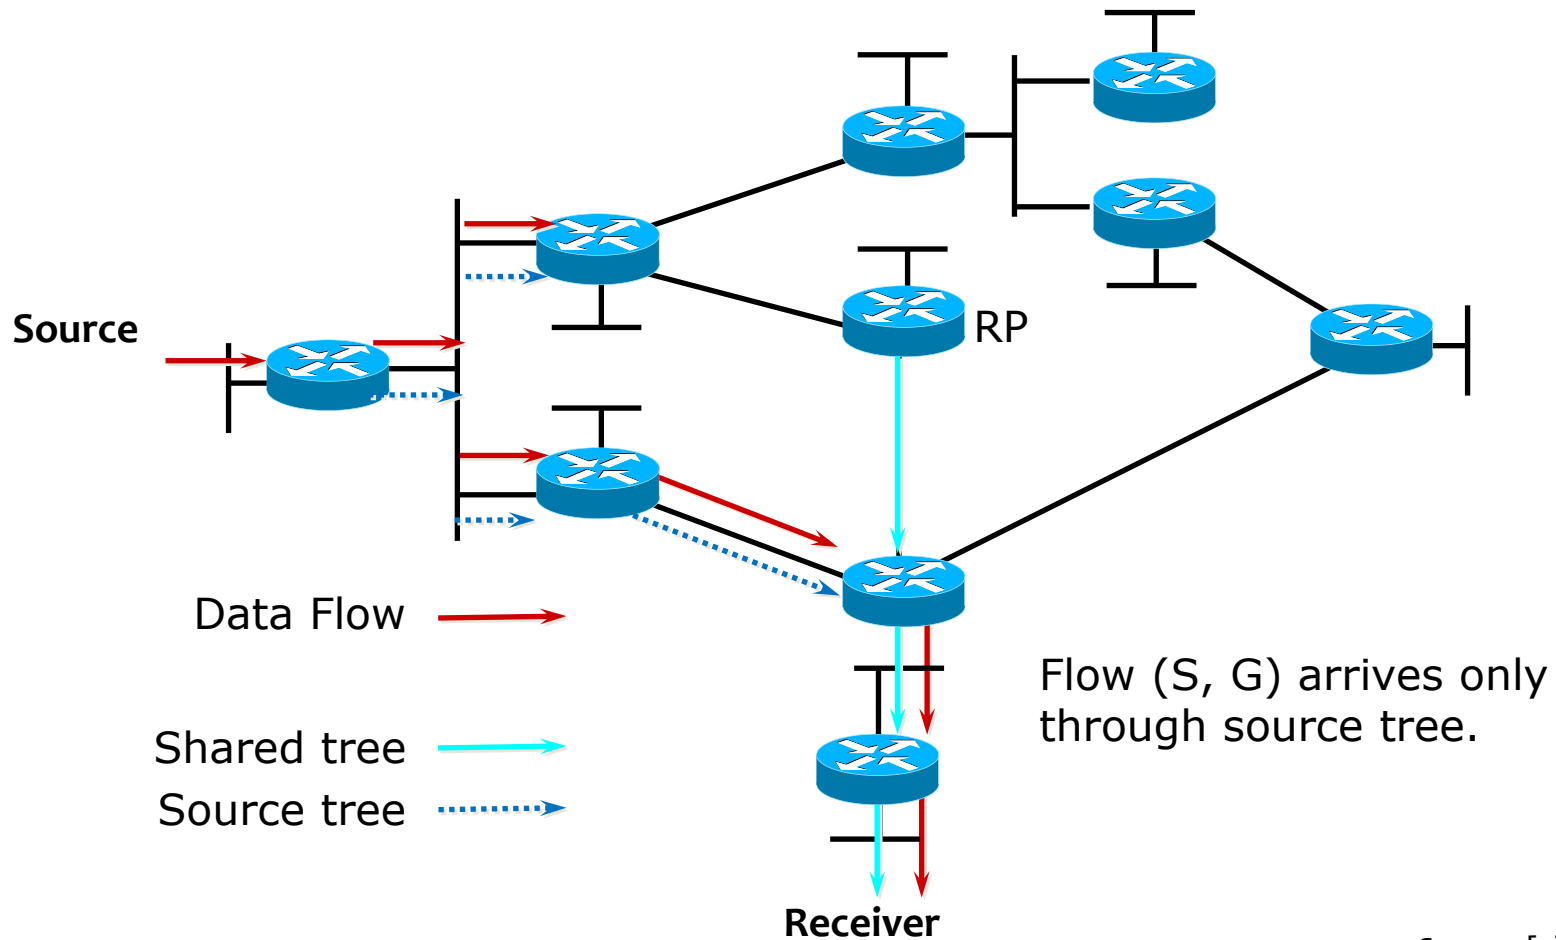 Source
RP
Data Flow
Flow (S, G) arrives only
through source tree.
Shared tree
Source tree
Receiver